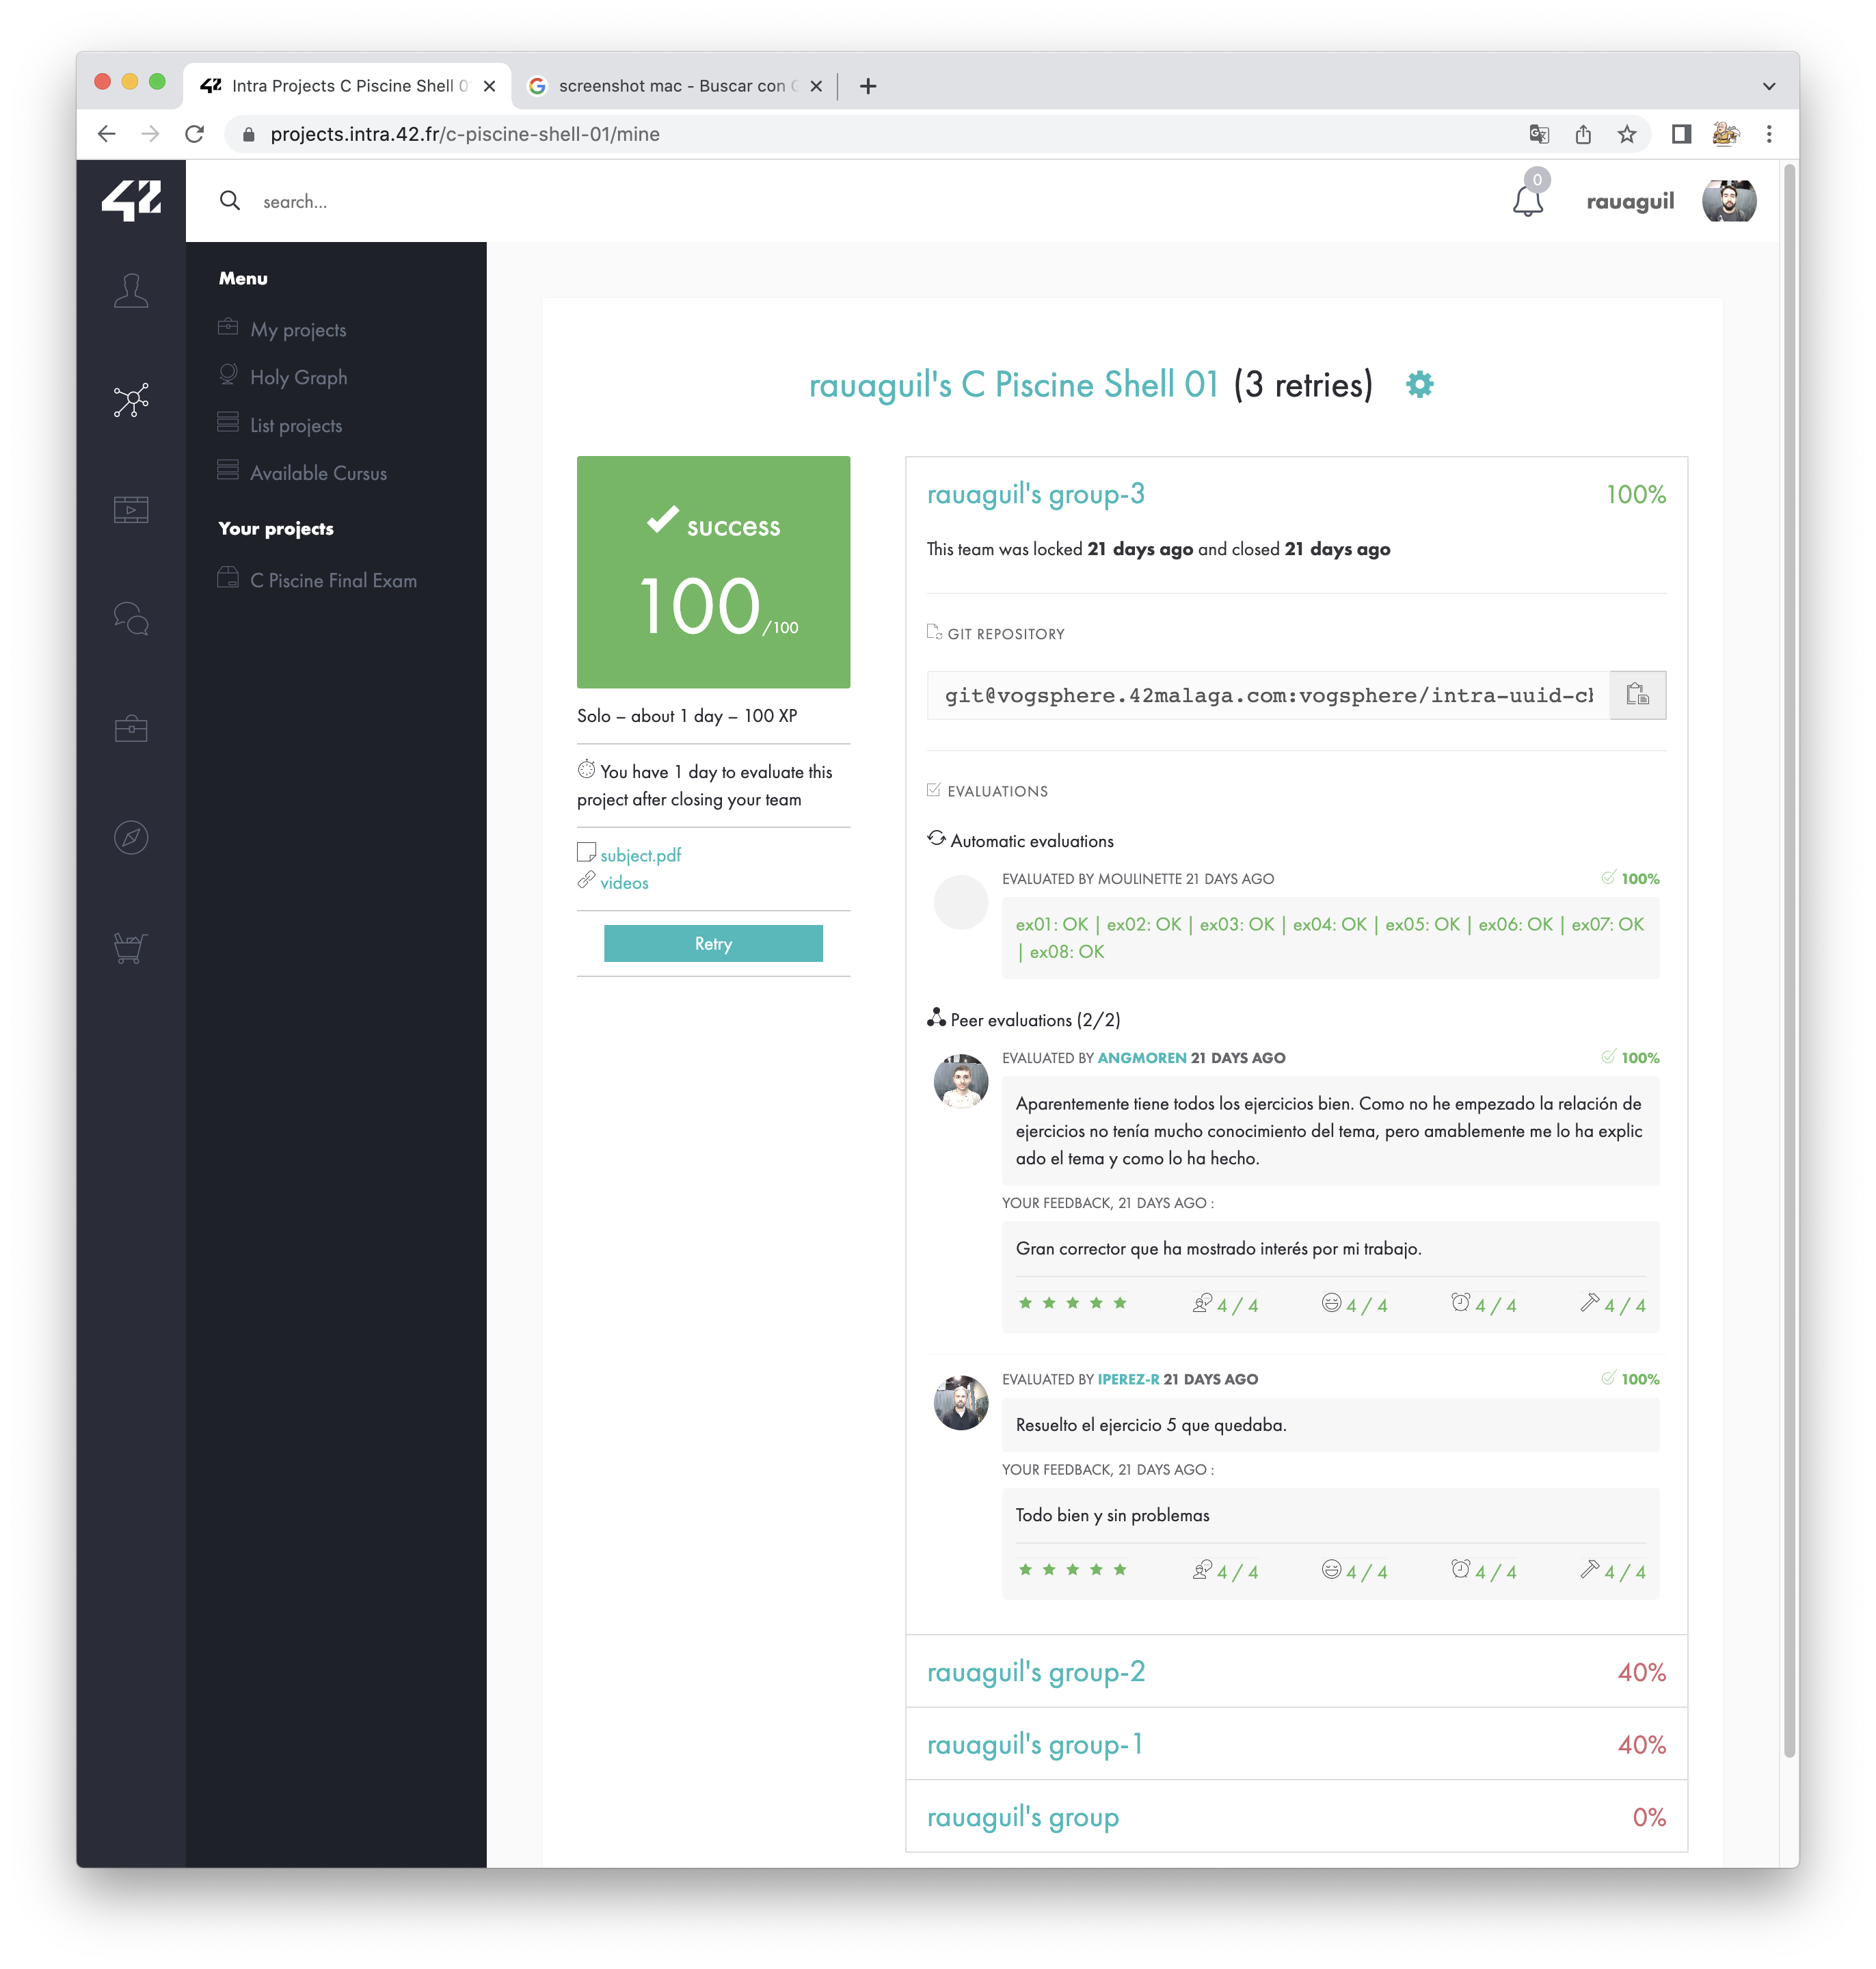 42 Intra Projects C Piscine Shell 0
screenshot mac - Buscar con
projects.intra.42.fr/c-piscine-shell-01/mine
42
search...
0
rauaguil
Menu
My projects
Holy Graph
List projects
Available Cursus
Your projects
C Piscine Final Exam
rauaguil's C Piscine Shell 01 (3 retries)
success
100/100
Solo – about 1 day – 100 XP
You have 1 day to evaluate this
project after closing your team
subject.pdf
videos
Retry
rauaguil's group-3 100%
This team was locked 21 days ago and closed 21 days ago
GIT REPOSITORY
git@vogsphere.42malaga.com:vogsphere/intra-uuid-cl
EVALUATIONS
Automatic evaluations
EVALUATED BY MOULINETTE 21 DAYS AGO 100%
ex01: OK | ex02: OK | ex03: OK | ex04: OK | ex05: OK | ex06: OK | ex07: OK
| ex08: OK
Peer evaluations (2/2)
EVALUATED BY ANGMOREN 21 DAYS AGO 100%
Aparentemente tiene todos los ejercicios bien. Como no he empezado la relación de
ejercicios no tenía mucho conocimiento del tema, pero amablemente me lo ha explic
ado el tema y como lo ha hecho.
YOUR FEEDBACK, 21 DAYS AGO :
Gran corrector que ha mostrado interés por mi trabajo.
4 / 4 4 / 4 4 / 4 4 / 4
EVALUATED BY IPEREZ-R 21 DAYS AGO 100%
Resuelto el ejercicio 5 que quedaba.
YOUR FEEDBACK, 21 DAYS AGO :
Todo bien y sin problemas
4 / 4 4 / 4 4 / 4 4 / 4
rauaguil's group-2 40%
rauaguil's group-1 40%
rauaguil's group 0%